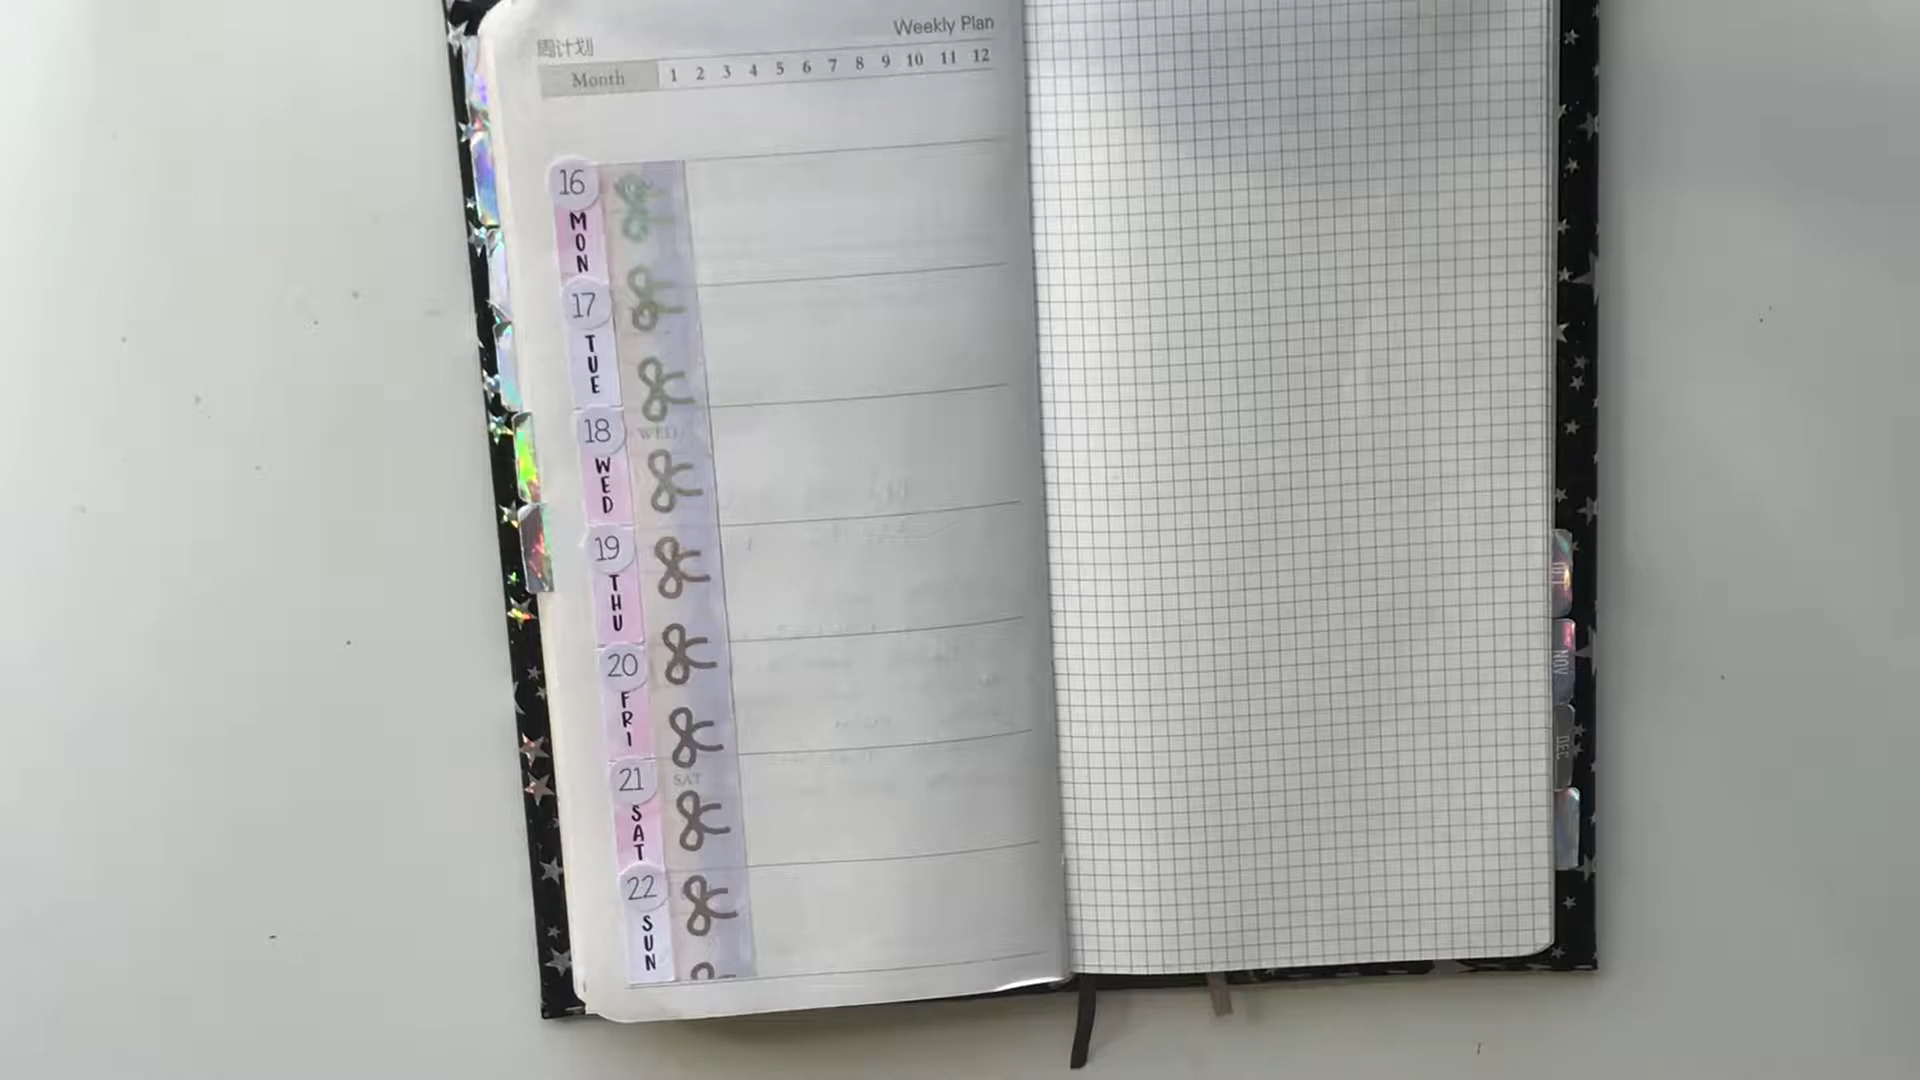 Weekly Plan
周计划
Month 1 2 3 4 5 6 7 8 9 10 11 12
16
MON
17
TUE
18 WED
WED
19
THU
20
FRI
21 SAT
SAT
22
SUN
NOV
DEC